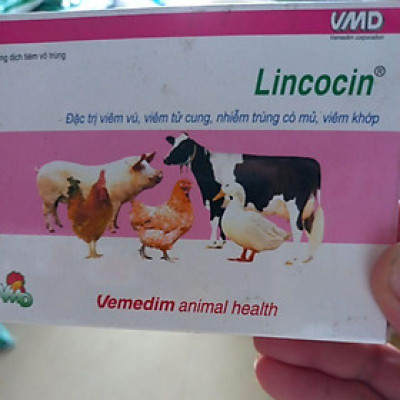 VMD
Vemedim corporation
ng dịch tiêm vô trùng
Lincocin®
Đặc trị viêm vú, viêm tử cung, nhiễm trùng có mủ, viêm khớp
VMD
Vemedim animal health